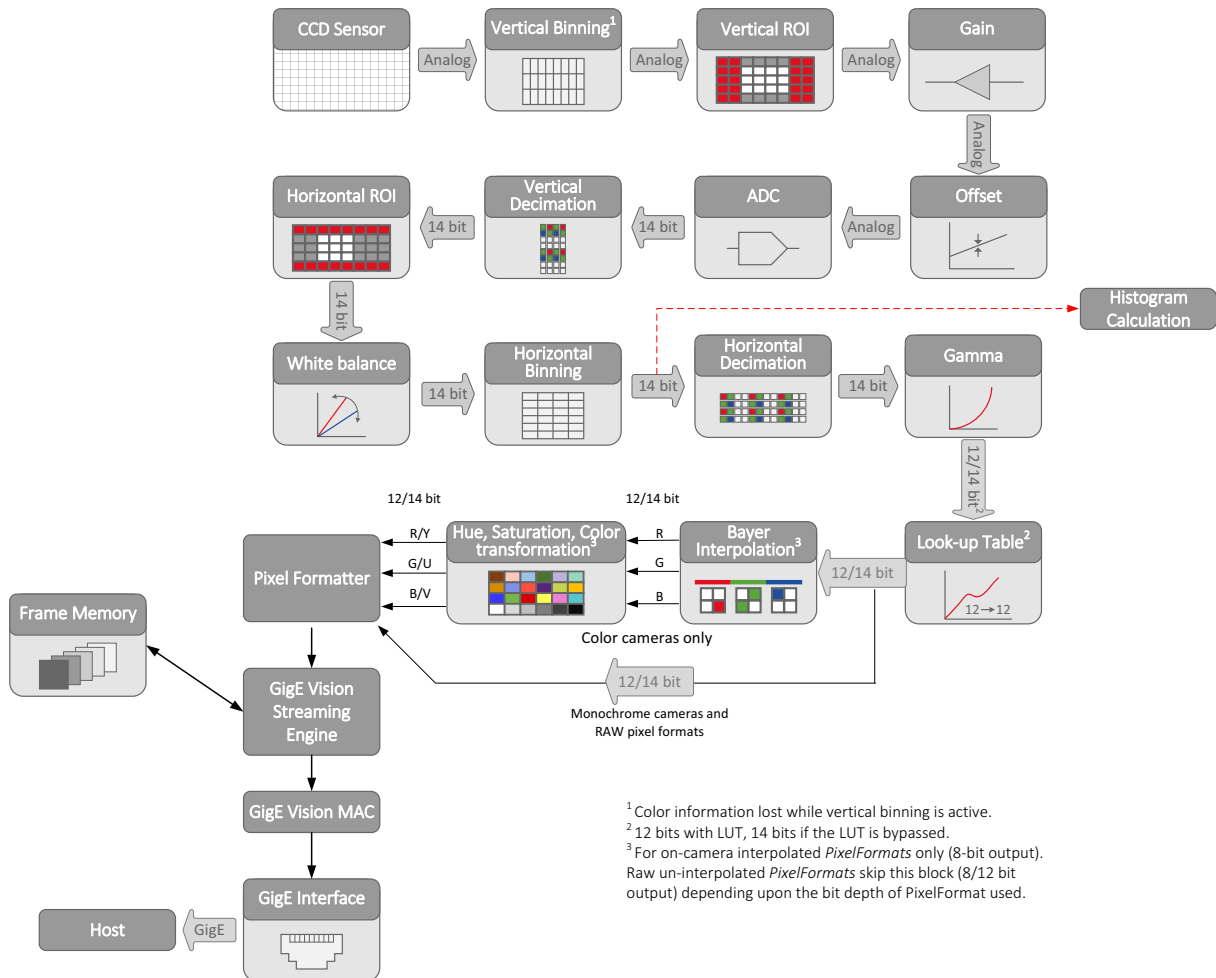 CCD Sensor
Analog
Vertical Binning1
Analog
Vertical ROI
Analog
Gain
Analog
Offset
Analog
ADC
14 bit
Vertical
Decimation
14 bit
Horizontal ROI
14 bit
White balance
14 bit
Horizontal
Binning
14 bit
Histogram
Calculation
Horizontal
Decimation
14 bit
Gamma
12/14 bit2
Look-up Table2
12→12
12/14 bit
Bayer
Interpolation3
12/14 bit
R
G
B
Hue, Saturation, Color
transformation3
Color cameras only
12/14 bit
R/Y
G/U
B/V
12/14 bit
Monochrome cameras and
RAW pixel formats
Pixel Formatter
Frame Memory
GigE Vision
Streaming
Engine
GigE Vision MAC
GigE Interface
GigE
Host
1 Color information lost while vertical binning is active.
2 12 bits with LUT, 14 bits if the LUT is bypassed.
3 For on-camera interpolated PixelFormats only (8-bit output).
Raw un-interpolated PixelFormats skip this block (8/12 bit
output) depending upon the bit depth of PixelFormat used.